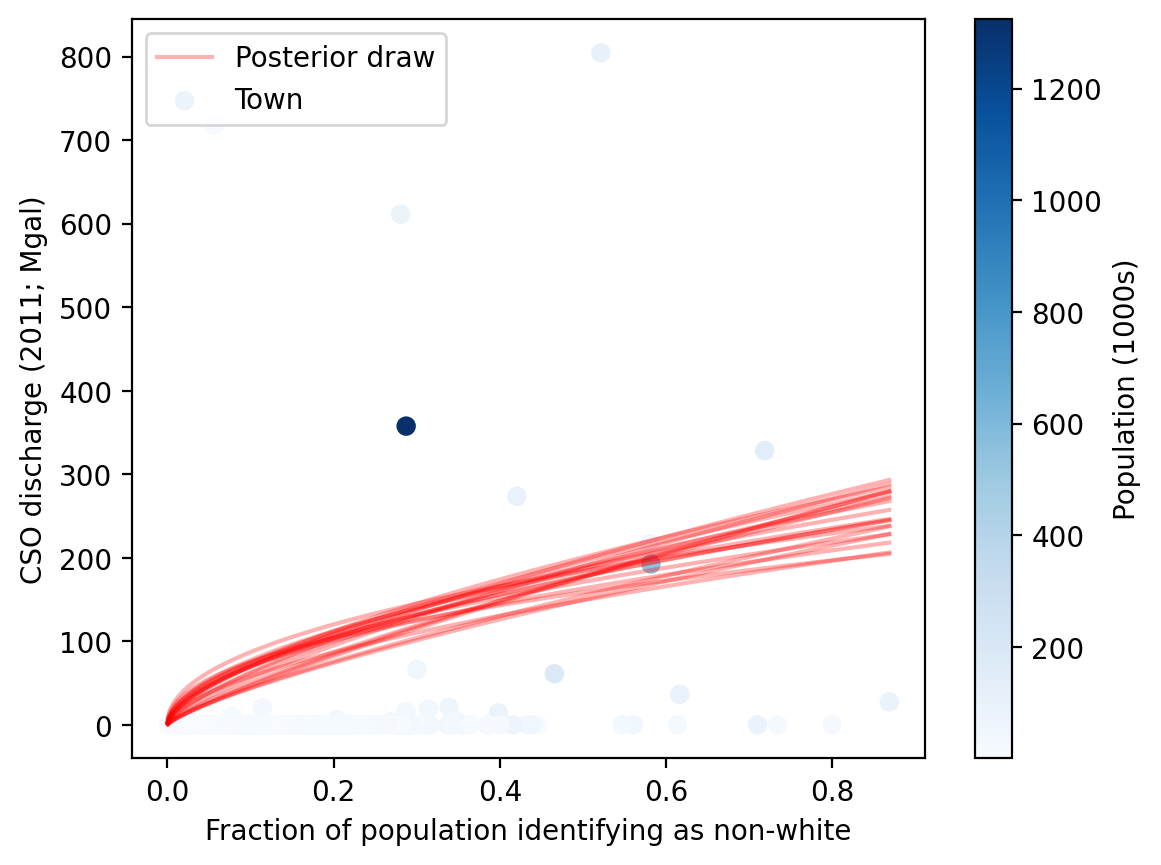 Posterior draw
Town
800
700
600
500
400
300
200
100
0
CSO discharge (2011; Mgal)
0.0 0.2 0.4 0.6 0.8
Fraction of population identifying as non-white
1200
1000
800
600
400
200
Population (1000s)